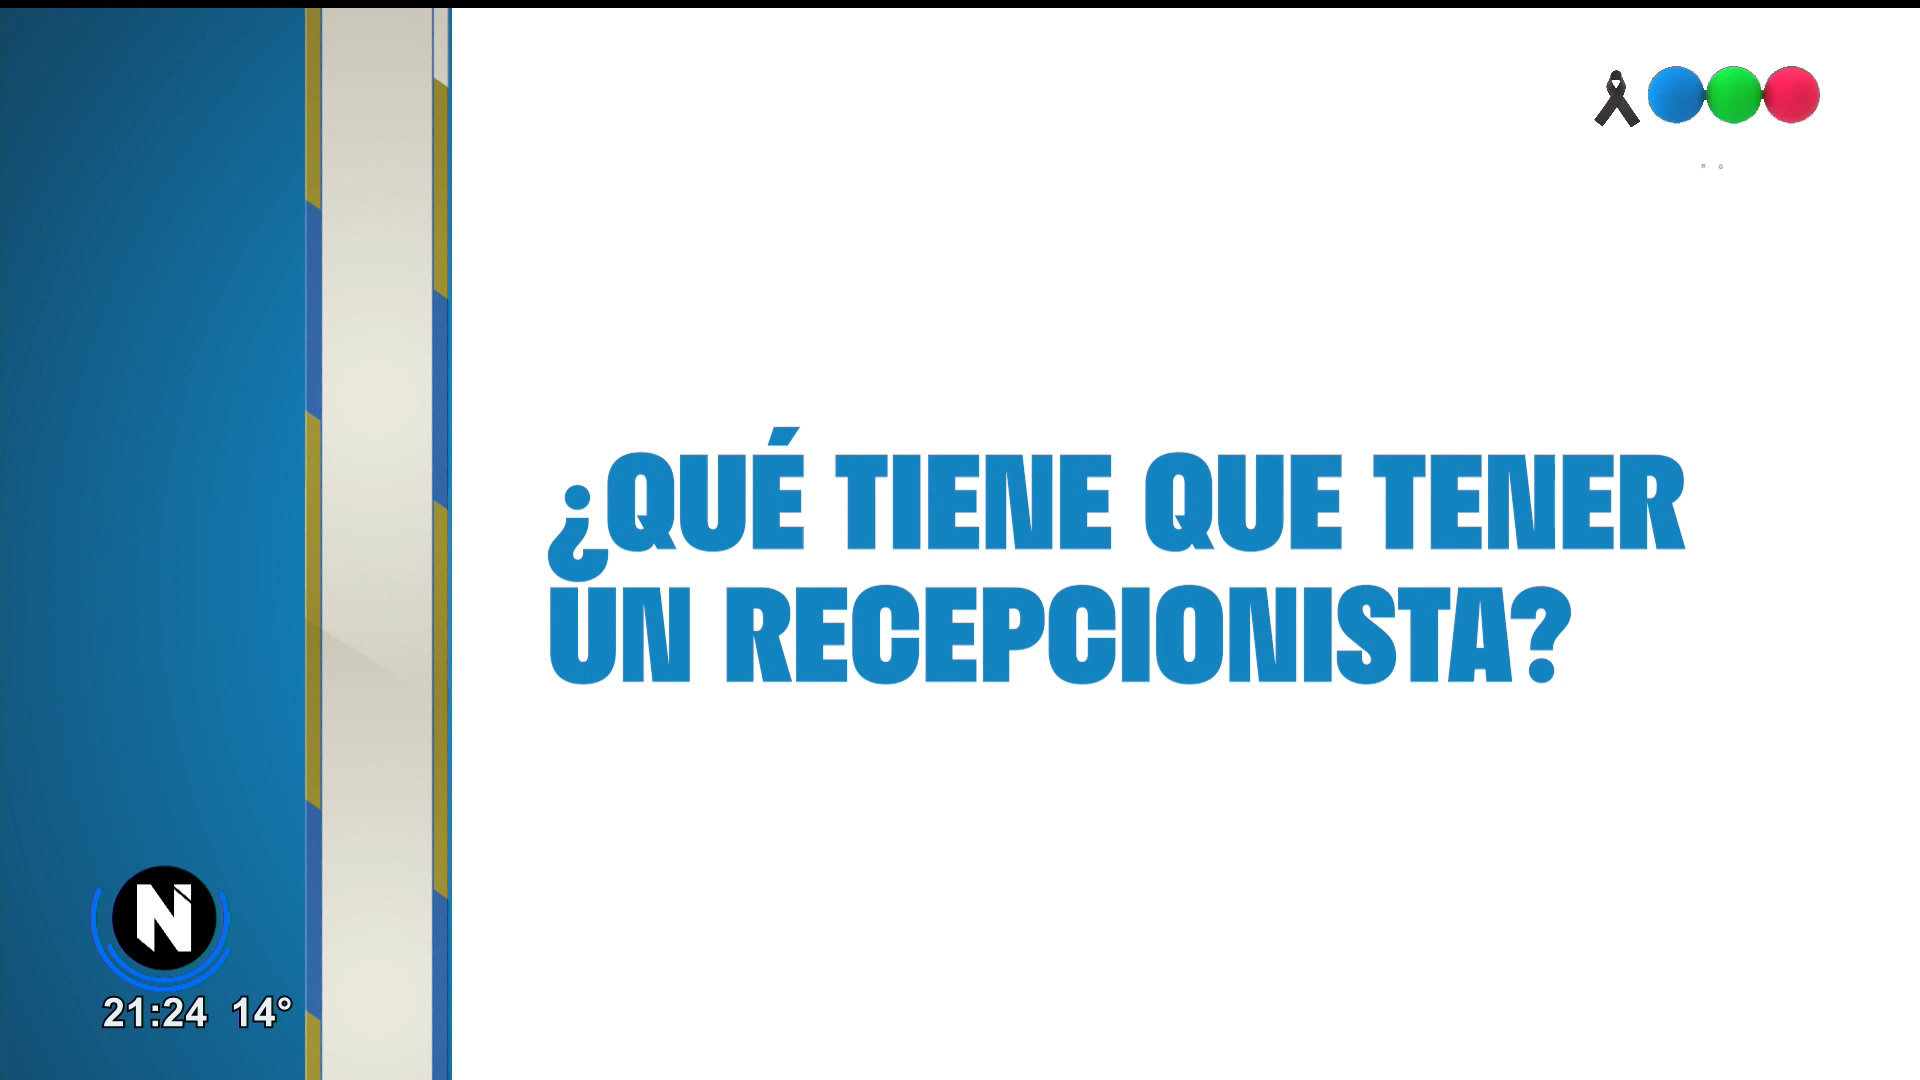 ¿QUÉ TIENE QUE TENER
UN RECEPCIONISTA?
N
21:24 14°